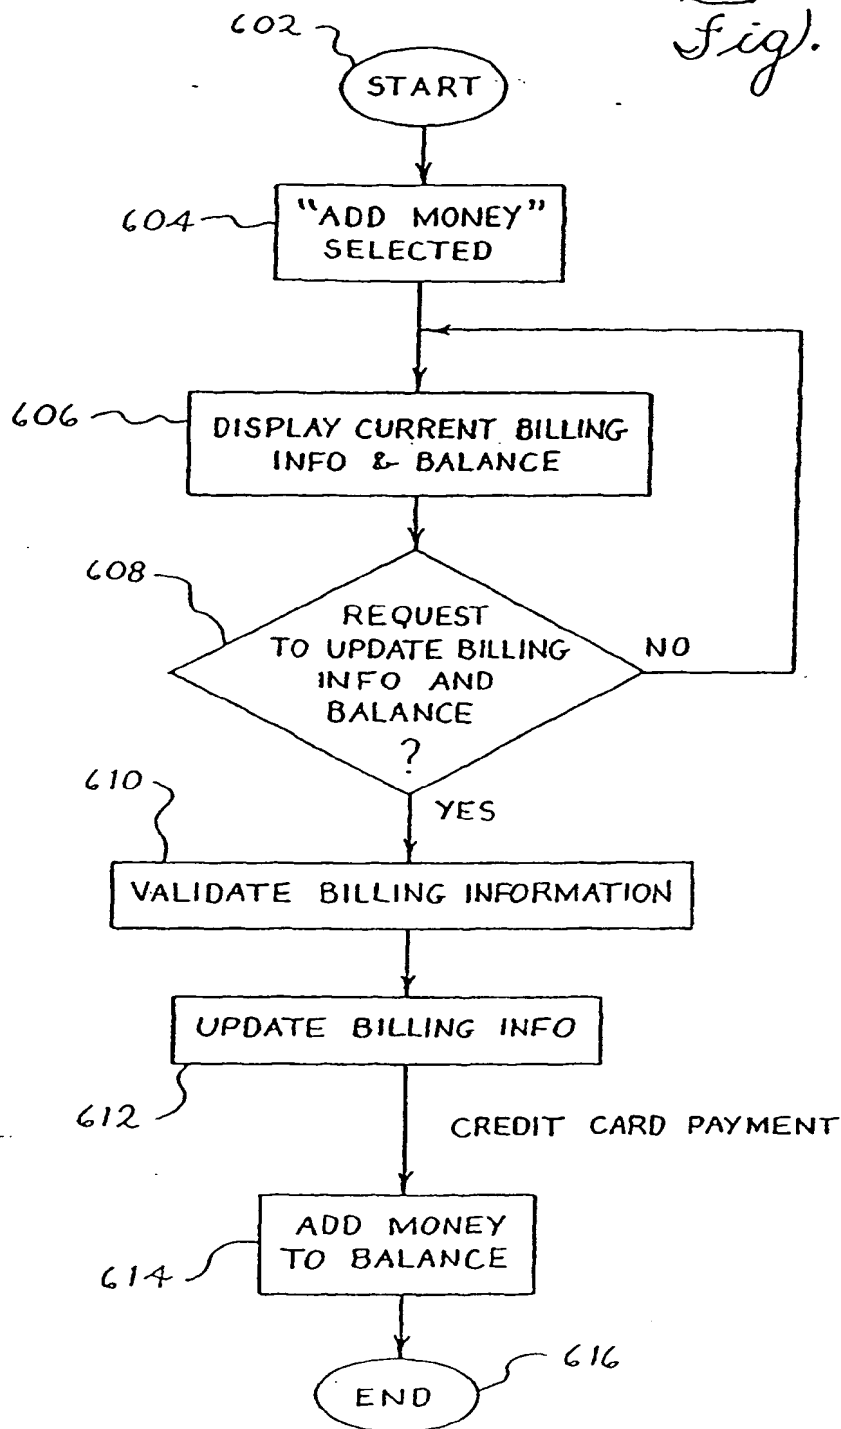 Fig.
602
START
604
"ADD MONEY"
SELECTED
606
DISPLAY CURRENT BILLING
INFO & BALANCE
608
REQUEST
TO UPDATE BILLING
INFO AND
BALANCE
?
NO
YES
610
VALIDATE BILLING INFORMATION
UPDATE BILLING INFO
612
CREDIT CARD PAYMENT
ADD MONEY
TO BALANCE
614
616
END